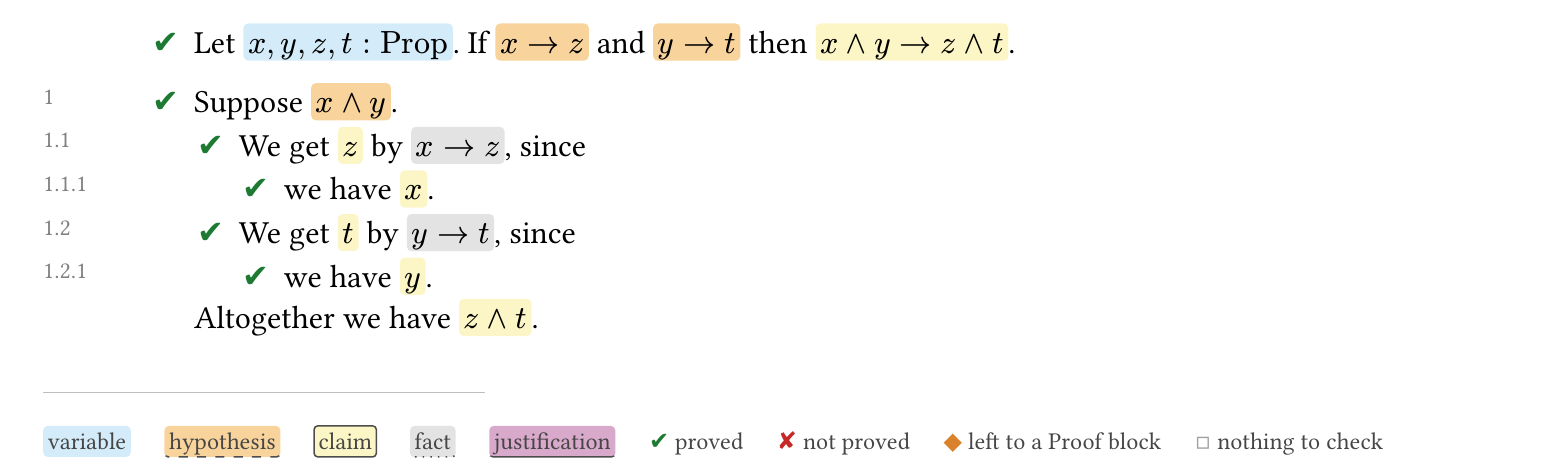 ✔ Let x, y, z, t : Prop. If x → z and y → t then x ∧ y → z ∧ t.
1 ✔ Suppose x ∧ y.
1.1 ✔ We get z by x → z, since
1.1.1 ✔ we have x.
1.2 ✔ We get t by y → t, since
1.2.1 ✔ we have y.
Altogether we have z ∧ t.
variable hypothesis claim fact justification ✔ proved ✘ not proved ◆ left to a Proof block □ nothing to check